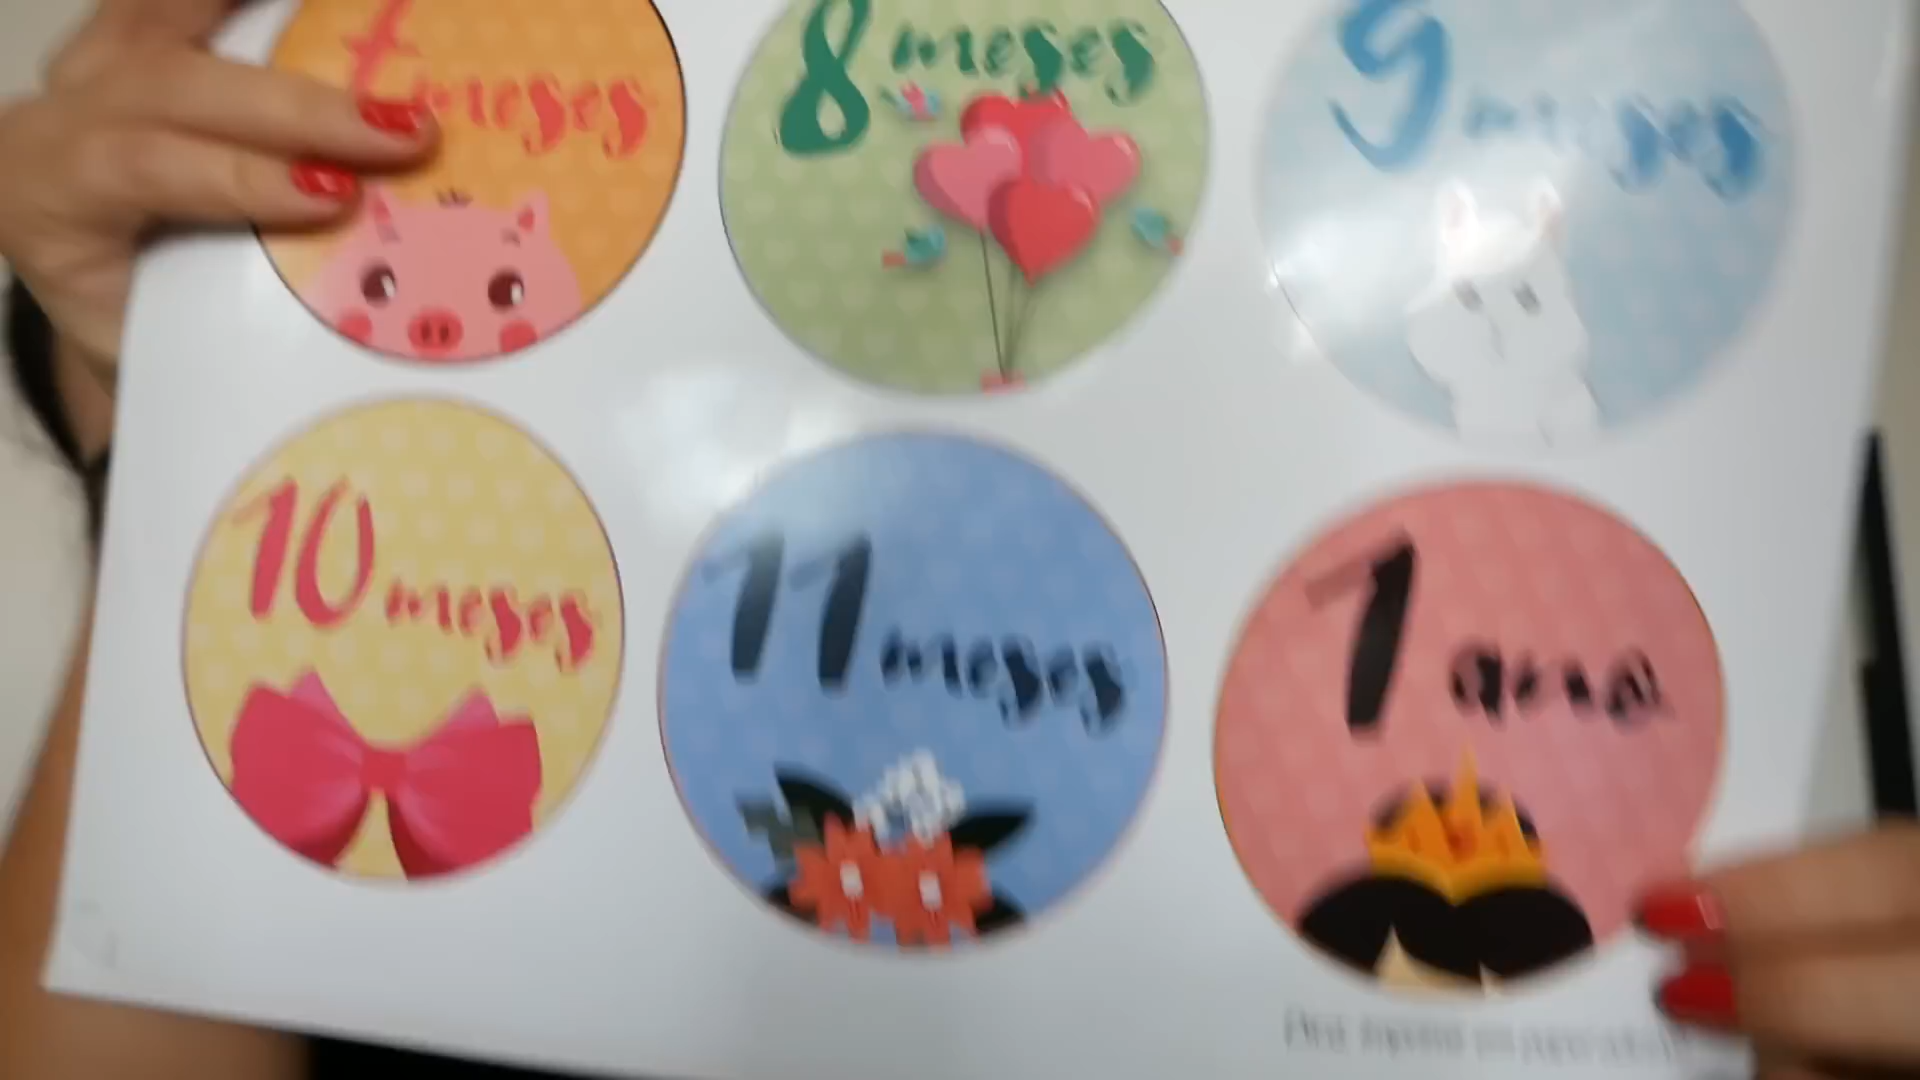 7 meses
8 meses
9 meses
10 meses
11 meses
1 ano